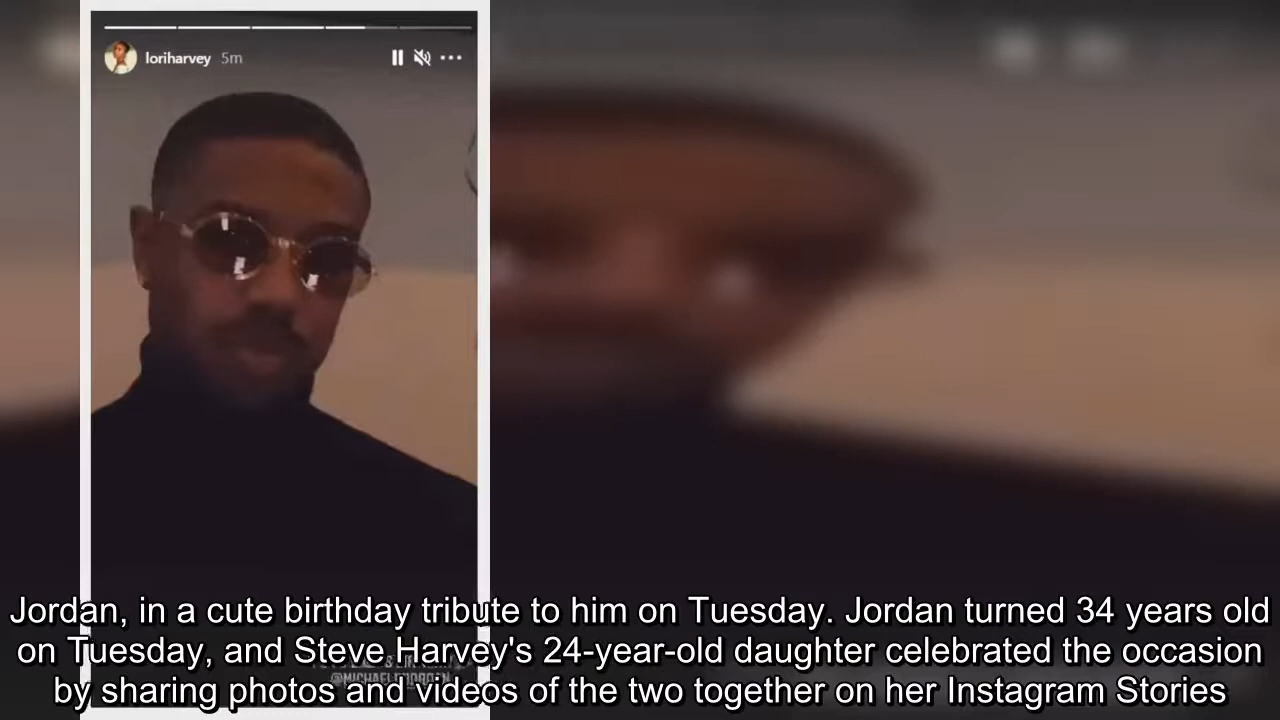 loriharvey 5m
Jordan, in a cute birthday tribute to him on Tuesday. Jordan turned 34 years old
on Tuesday, and Steve Harvey's 24-year-old daughter celebrated the occasion
by sharing photos and videos of the two together on her Instagram Stories